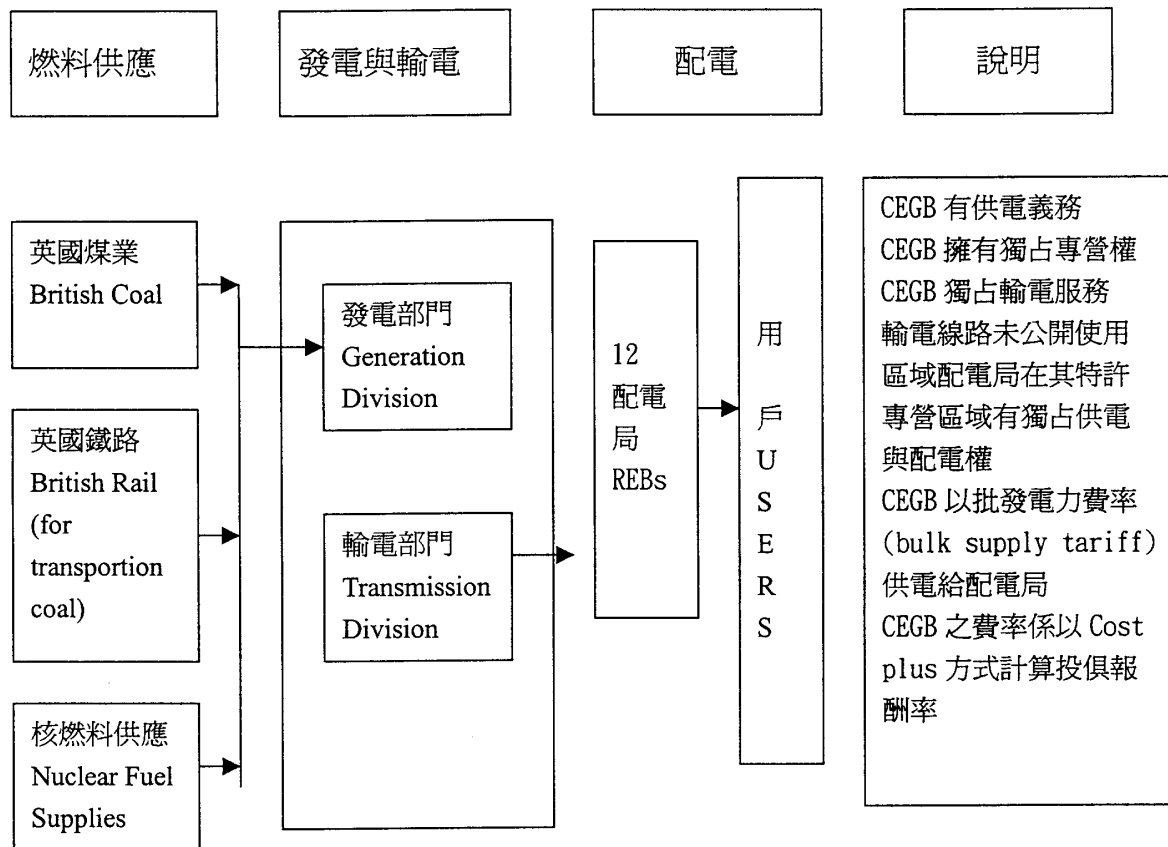 燃料供應
發電與輸電
配電
說明
英國煤業
British Coal
英國鐵路
British Rail
(for
transportion
coal)
核燃料供應
Nuclear Fuel
Supplies
發電部門
Generation
Division
輸電部門
Transmission
Division
12
配電
局
REBs
用
戶
U
S
E
R
S
CEGB 有供電義務
CEGB 擁有獨占專營權
CEGB 獨占輸電服務
輸電線路未公開使用
區域配電局在其特許
專營區域有獨占供電
與配電權
CEGB 以批發電力費率
(bulk supply tariff)
供電給配電局
CEGB 之費率係以 Cost
plus 方式計算投俱報
酬率